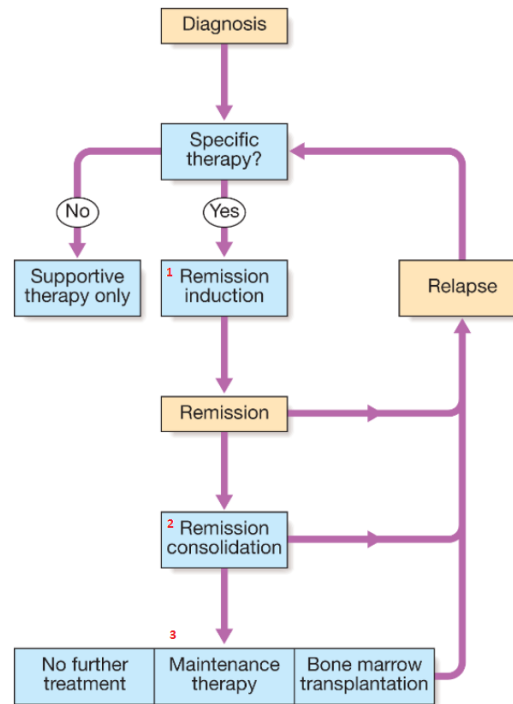 Diagnosis
Specific
therapy?
No
Yes
Supportive
therapy only
1 Remission
induction
Relapse
Remission
2 Remission
consolidation
3
No further
treatment
Maintenance
therapy
Bone marrow
transplantation